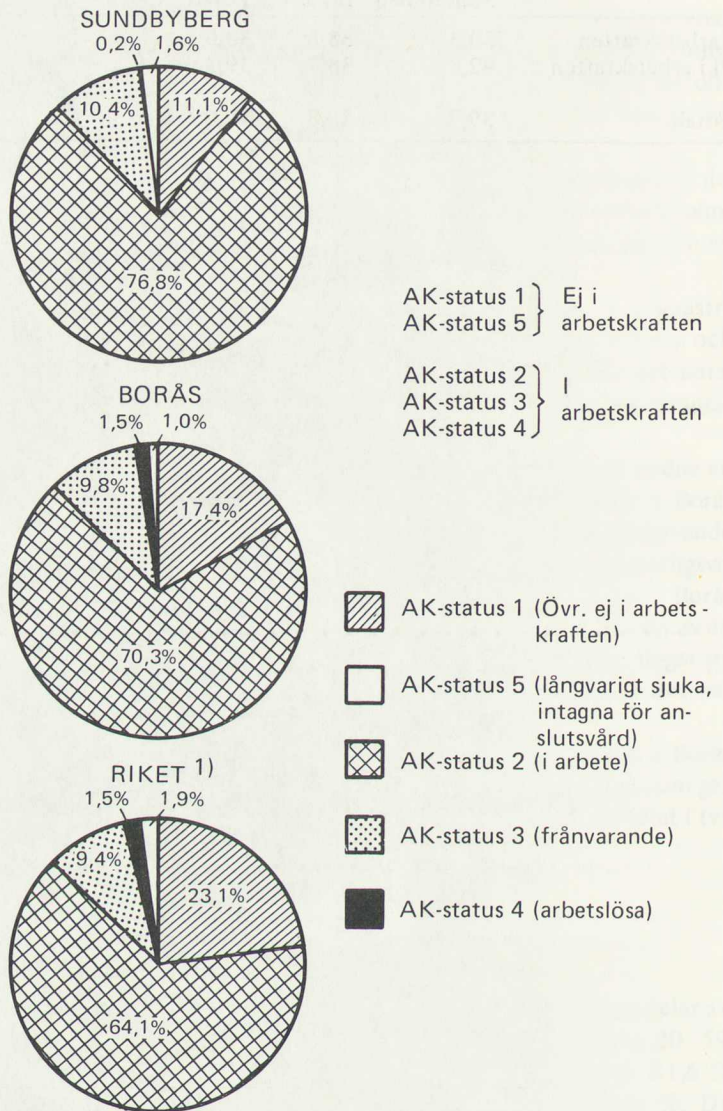 SUNDBYBERG
0,2% 1,6%
10,4% 11,1%
76,8%
AK-status 1 } Ej i
AK-status 5 } arbetskraften
AK-status 2 } I
AK-status 3 } arbetskraften
AK-status 4 }
BORÅS
1,5% 1,0%
9,8% 17,4%
70,3%
AK-status 1 (Övr. ej i arbets-
kraften)
AK-status 5 (långvarigt sjuka,
intagna för an-
slutsvård)
AK-status 2 (i arbete)
RIKET 1)
1,5% 1,9%
9,4% 23,1%
64,1%
AK-status 3 (frånvarande)
AK-status 4 (arbetslösa)